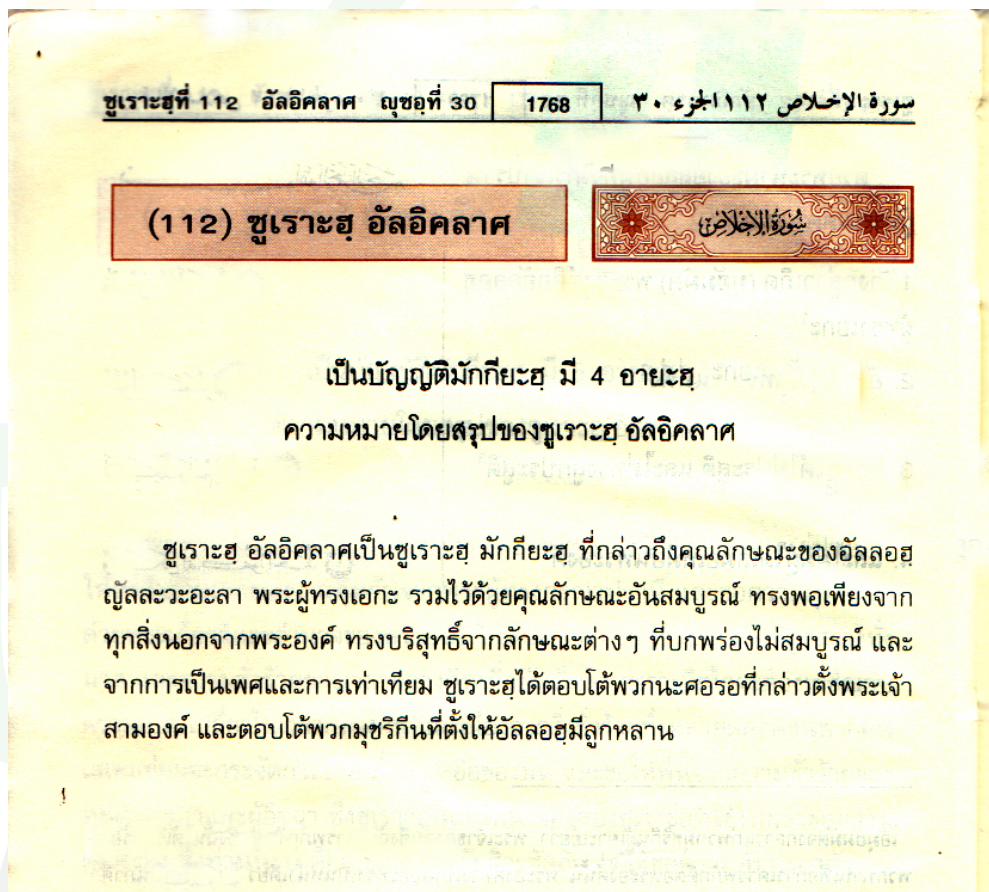 ซูเราะฮฺที่ 112 อัลอิคลาศ ญุซอฺที่ 30 1768 سورة الإخلاص ١١٢ الجزء ٣٠
(112) ซูเราะฮฺ อัลอิคลาศ سُورَةُ الإِخْلَاصِ
เป็นบัญญัติมักกียะฮฺ มี 4 อายะฮฺ
ความหมายโดยสรุปของซูเราะฮฺ อัลอิคลาศ
ซูเราะฮฺ อัลอิคลาศเป็นซูเราะฮฺ มักกียะฮฺ ที่กล่าวถึงคุณลักษณะของอัลลอฮฺ
ญัลละวะอะลา พระผู้ทรงเอกะ รวมไว้ด้วยคุณลักษณะอันสมบูรณ์ ทรงพอเพียงจาก
ทุกสิ่งนอกจากพระองค์ ทรงบริสุทธิ์จากลักษณะต่างๆ ที่บกพร่องไม่สมบูรณ์ และ
จากการเป็นเพศและการเท่าเทียม ซูเราะฮฺได้ตอบโต้พวกนะศอรอที่กล่าวตั้งพระเจ้า
สามองค์ และตอบโต้พวกมุชริกีนที่ตั้งให้อัลลอฮฺมีลูกหลาน